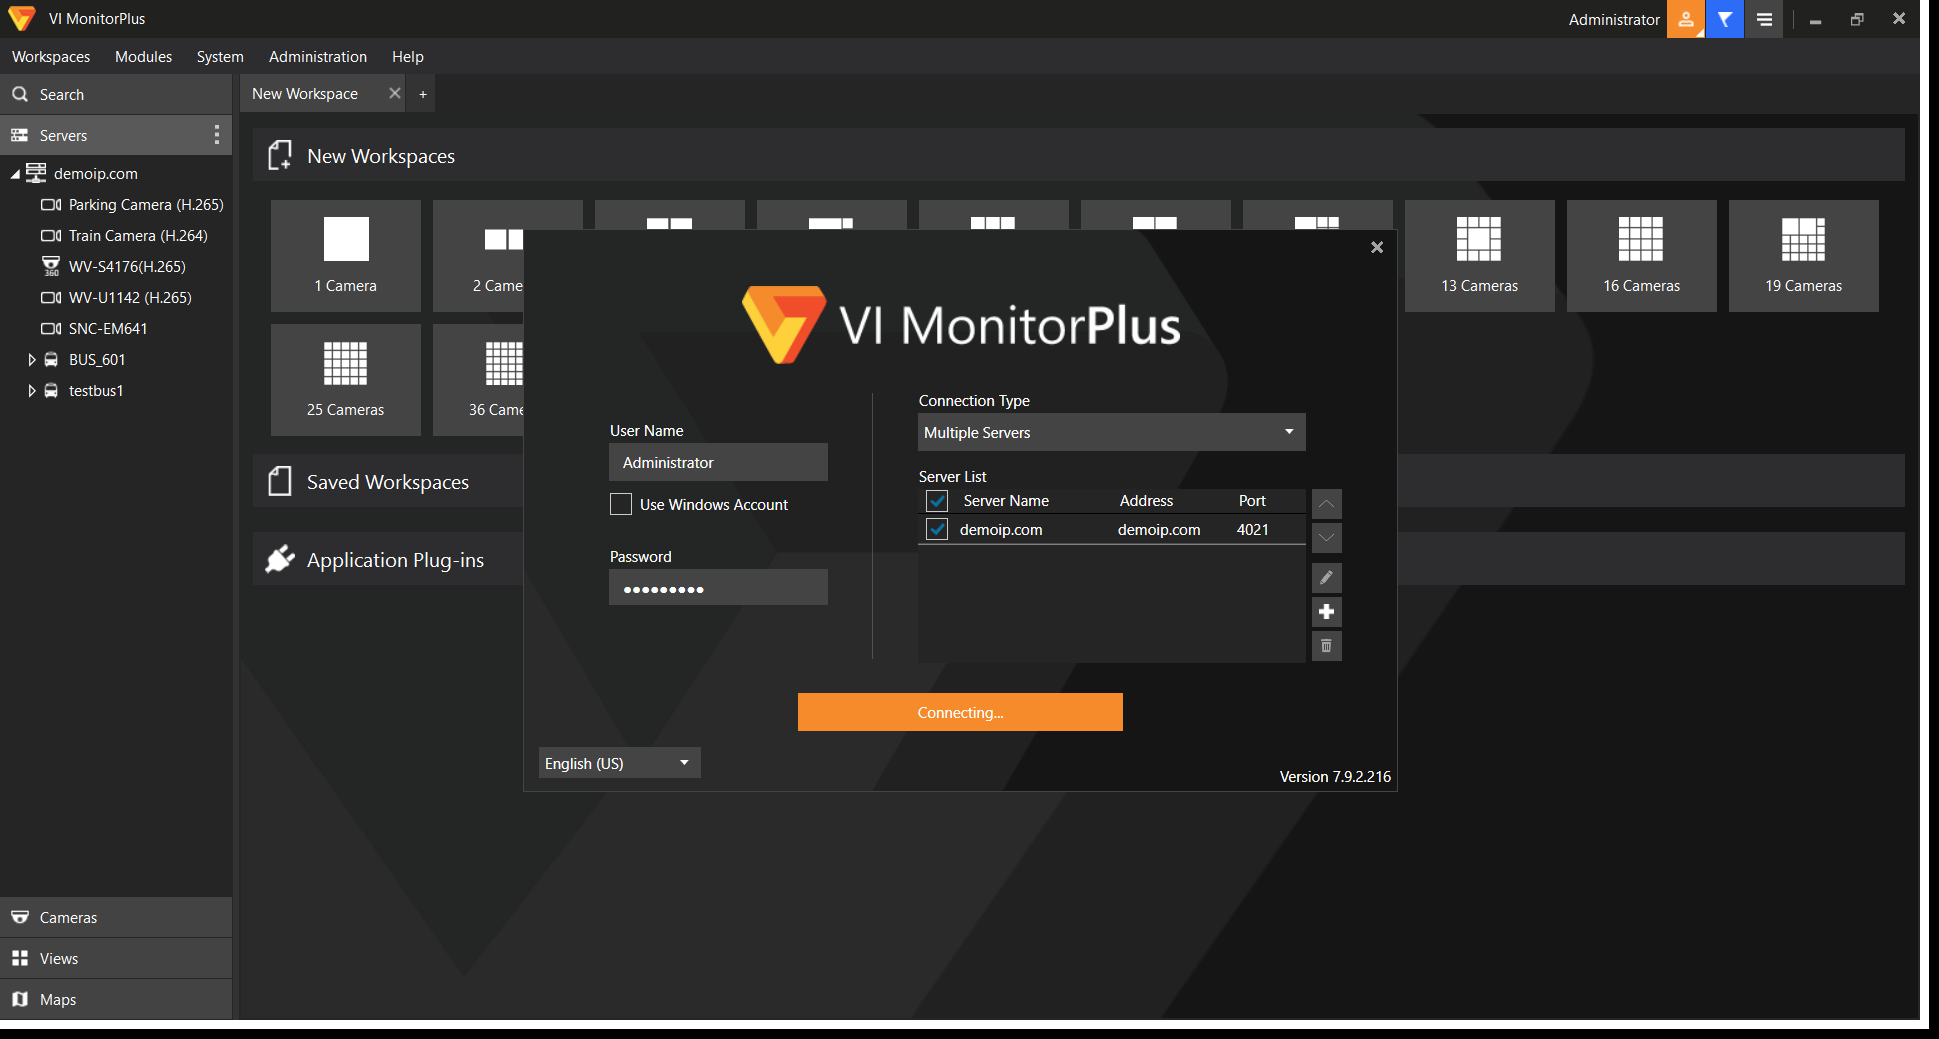 VI MonitorPlus
Administrator
Workspaces Modules System Administration Help
Search
New Workspace
+
Servers
demoip.com
Parking Camera (H.265)
Train Camera (H.264)
360
WV-S4176(H.265)
WV-U1142 (H.265)
SNC-EM641
BUS_601
testbus1
Cameras
Views
Maps
New Workspaces
1 Camera
2 Came
13 Cameras
16 Cameras
19 Cameras
25 Cameras
36 Came
Saved Workspaces
Application Plug-ins
VI MonitorPlus
User Name
Administrator
Use Windows Account
Password
Connection Type
Multiple Servers
Server List
Server Name Address Port
demoip.com demoip.com 4021
Connecting...
English (US)
Version 7.9.2.216